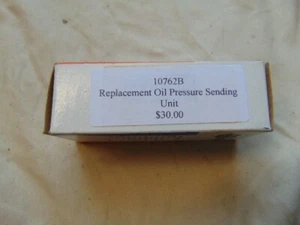 10762B
Replacement Oil Pressure Sending
Unit
$30.00